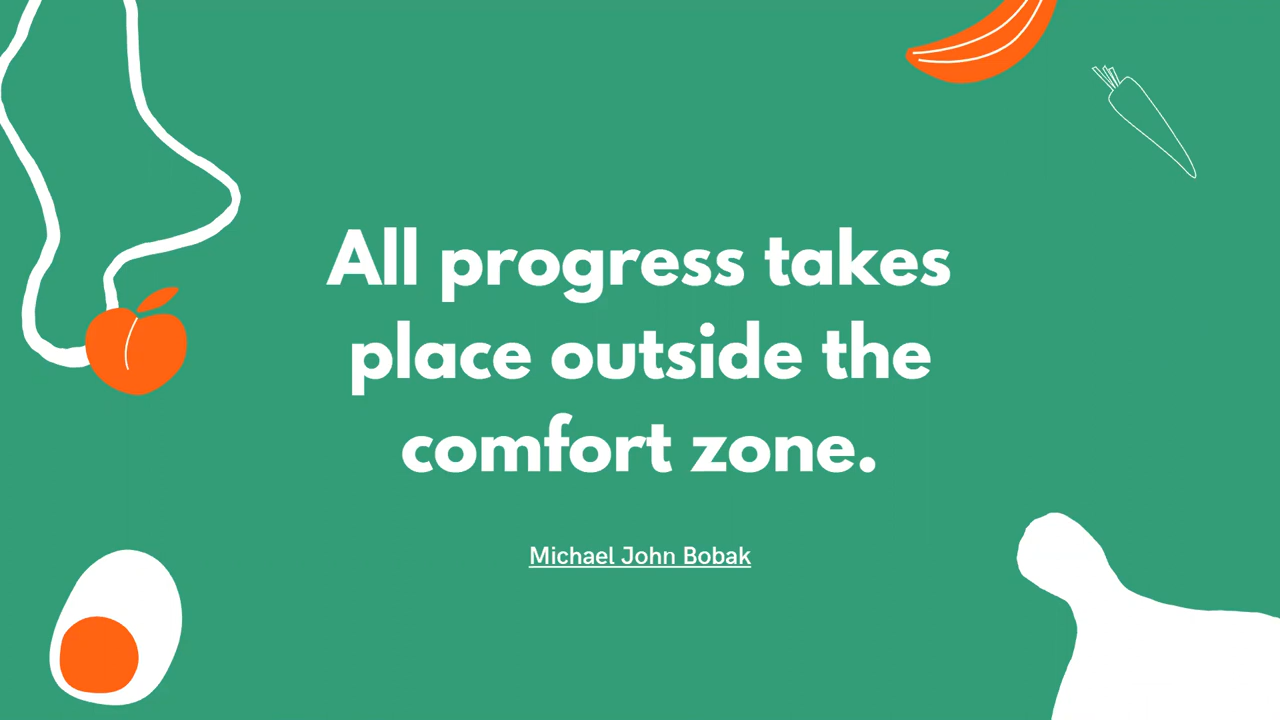 All progress takes
place outside the
comfort zone.
Michael John Bobak